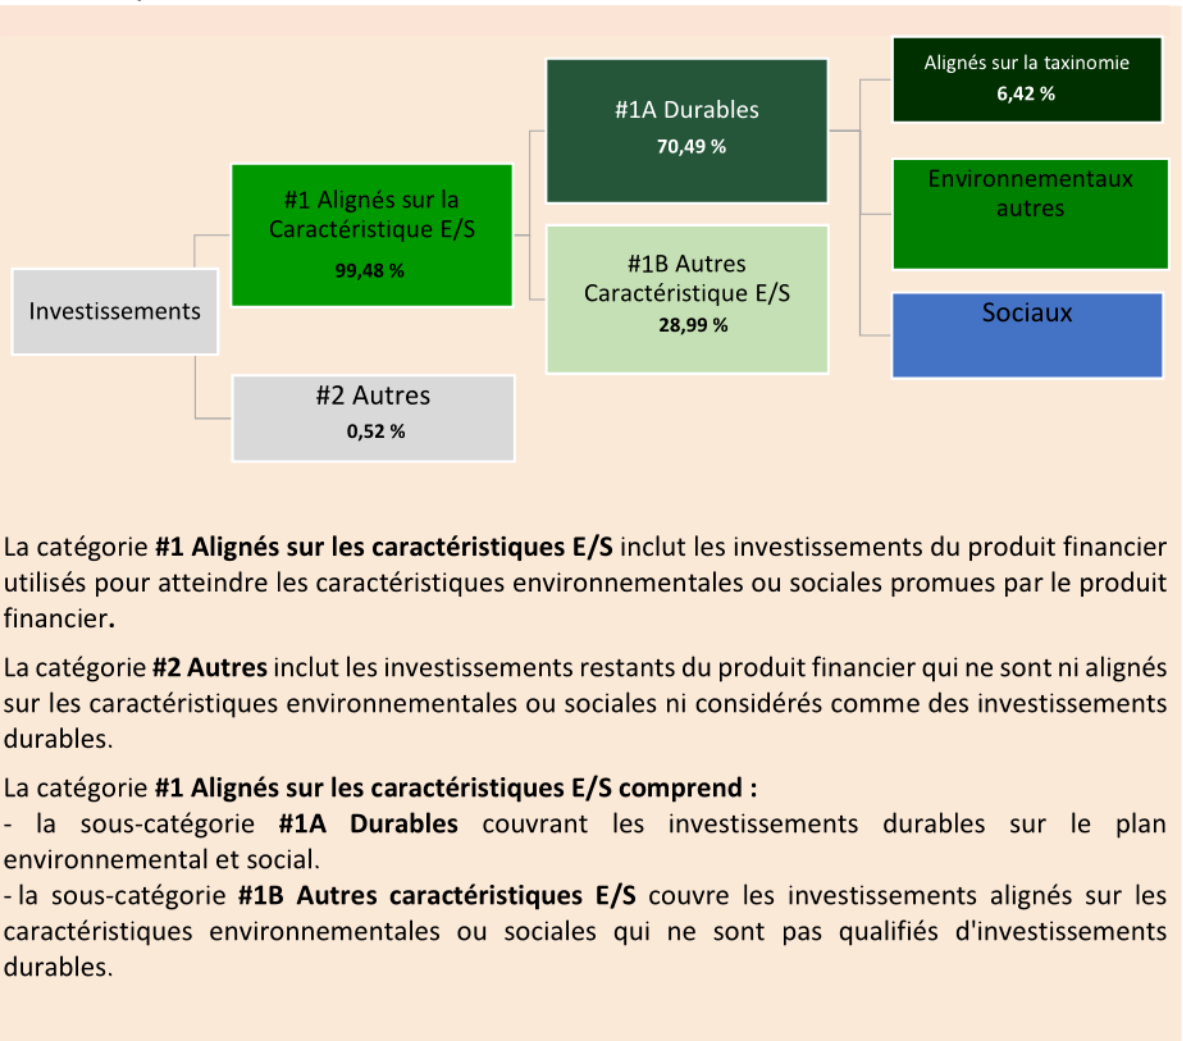 Investissements
#1 Alignés sur la
Caractéristique E/S
99,48 %
#2 Autres
0,52 %
#1A Durables
70,49 %
#1B Autres
Caractéristique E/S
28,99 %
Alignés sur la taxinomie
6,42 %
Environnementaux
autres
Sociaux
La catégorie #1 Alignés sur les caractéristiques E/S inclut les investissements du produit financier
utilisés pour atteindre les caractéristiques environnementales ou sociales promues par le produit
financier.
La catégorie #2 Autres inclut les investissements restants du produit financier qui ne sont ni alignés
sur les caractéristiques environnementales ou sociales ni considérés comme des investissements
durables.
La catégorie #1 Alignés sur les caractéristiques E/S comprend :
- la sous-catégorie #1A Durables couvrant les investissements durables sur le plan
environnemental et social.
- la sous-catégorie #1B Autres caractéristiques E/S couvre les investissements alignés sur les
caractéristiques environnementales ou sociales qui ne sont pas qualifiés d'investissements
durables.